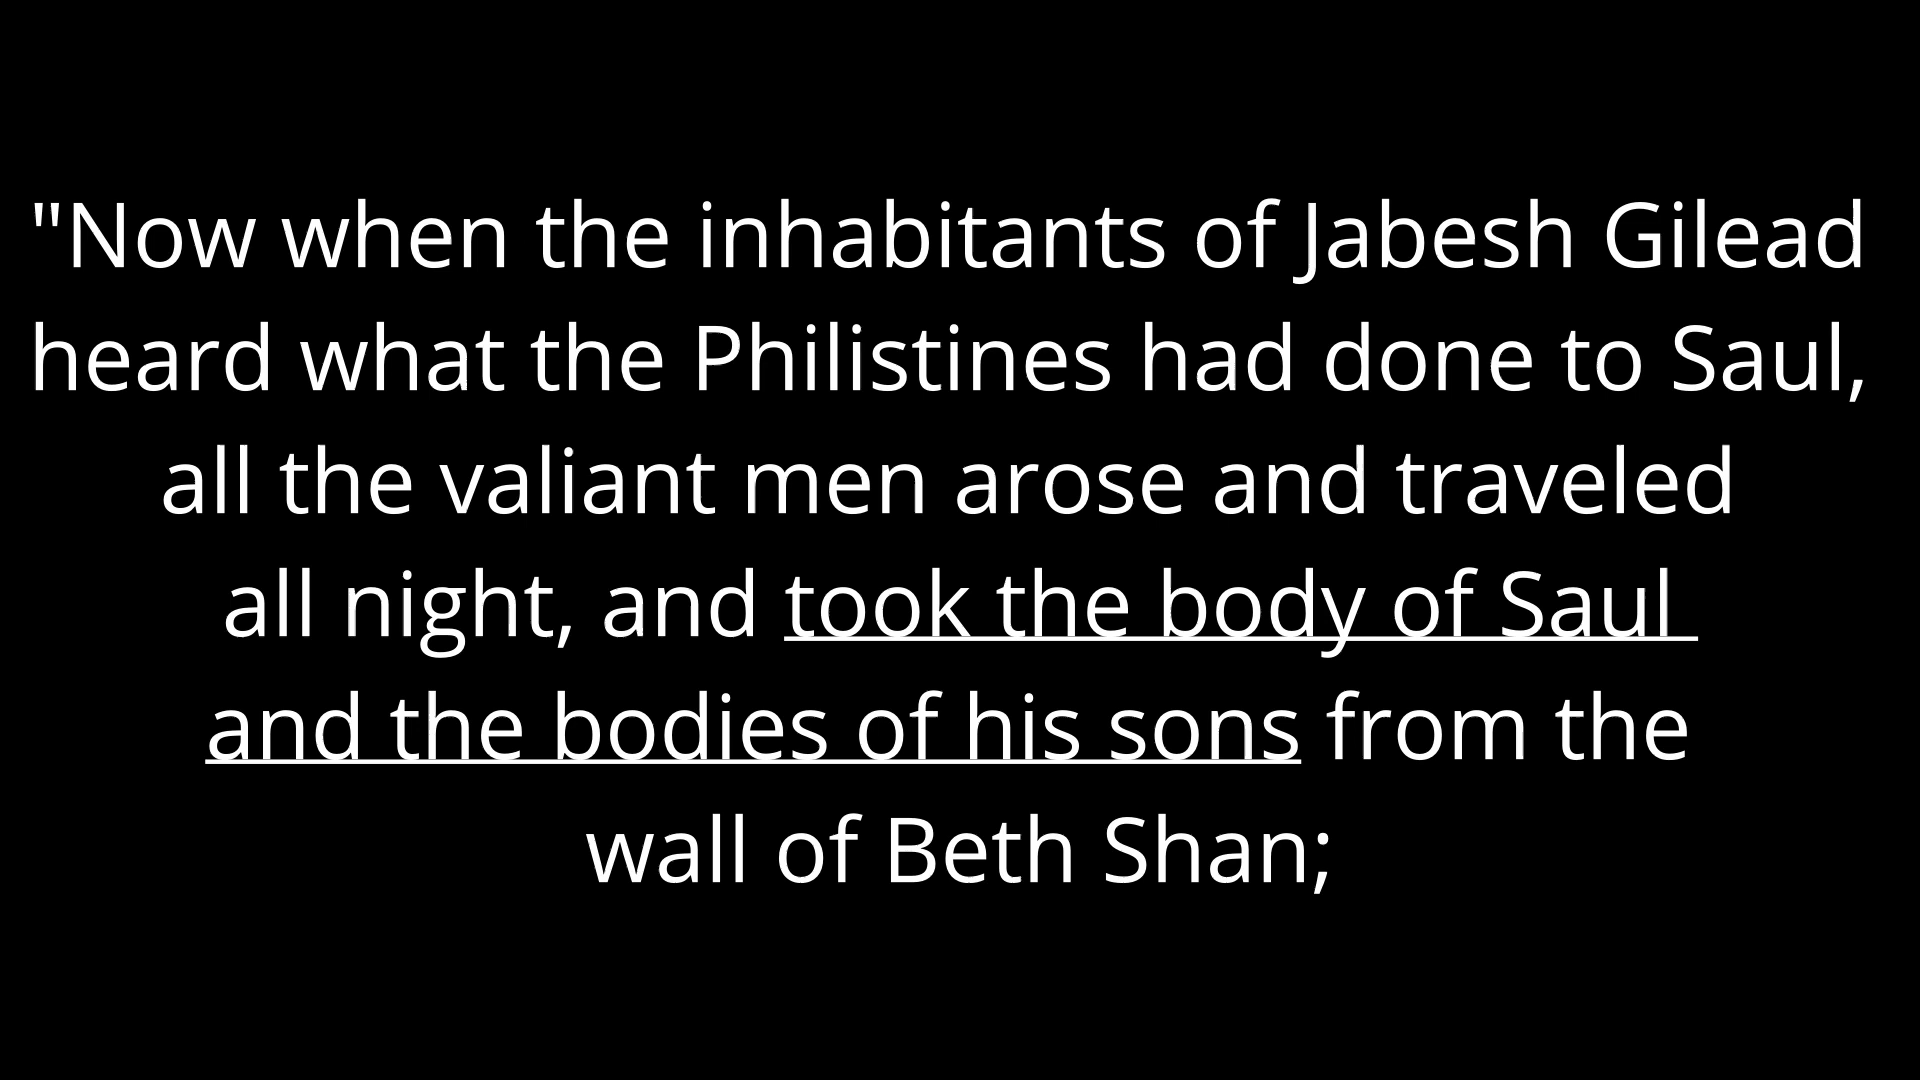 "Now when the inhabitants of Jabesh Gilead
heard what the Philistines had done to Saul,
all the valiant men arose and traveled
all night, and took the body of Saul
and the bodies of his sons from the
wall of Beth Shan;